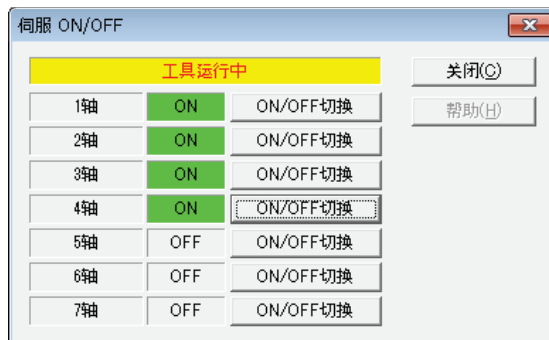 伺服 ON/OFF
工具运行中 关闭(C)
1轴 ON ON/OFF切换 帮助(H)
2轴 ON ON/OFF切换
3轴 ON ON/OFF切换
4轴 ON ON/OFF切换
5轴 OFF ON/OFF切换
6轴 OFF ON/OFF切换
7轴 OFF ON/OFF切换